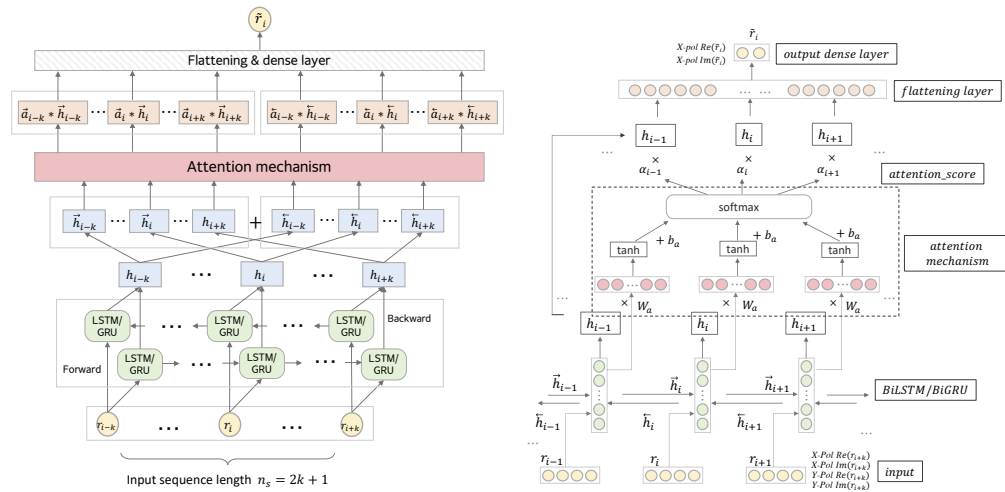 r̃ᵢ
Flattening & dense layer
a⃗ᵢ₋ₖ * h⃗ᵢ₋ₖ ··· a⃗ᵢ * h⃗ᵢ ··· a⃗ᵢ₊ₖ * h⃗ᵢ₊ₖ ··· a⃖ᵢ₋ₖ * h⃖ᵢ₋ₖ ··· a⃖ᵢ * h⃖ᵢ ··· a⃖ᵢ₊ₖ * h⃖ᵢ₊ₖ
Attention mechanism
h⃗ᵢ₋ₖ ··· h⃗ᵢ ··· hᵢ₊ₖ + h⃖ᵢ₋ₖ ··· h⃖ᵢ ··· h⃖ᵢ₊ₖ
hᵢ₋ₖ ··· hᵢ ··· hᵢ₊ₖ
Backward
LSTM/GRU ··· LSTM/GRU ··· LSTM/GRU
Forward
LSTM/GRU ··· LSTM/GRU ··· LSTM/GRU
rᵢ₋ₖ ··· rᵢ ··· rᵢ₊ₖ
Input sequence length nₛ = 2k + 1
r̃ᵢ
X-pol Re(r̃ᵢ)
X-pol Im(r̃ᵢ)
output dense layer
... ...
flattening layer
hᵢ₋₁ hᵢ hᵢ₊₁
... × × × ...
αᵢ₋₁ αᵢ αᵢ₊₁
attention_score
softmax
+ bₐ + bₐ + bₐ
tanh tanh tanh
attention
mechanism
... × Wₐ × Wₐ × Wₐ ...
hᵢ₋₁ hᵢ hᵢ₊₁
h⃗ᵢ₋₁ h⃗ᵢ h⃗ᵢ₊₁
BiLSTM/BiGRU
h⃖ᵢ₋₁ h⃖ᵢ h⃖ᵢ₊₁
... ...
rᵢ₋₁ rᵢ rᵢ₊₁
X-Pol Re(rᵢ₊ₖ)
X-Pol Im(rᵢ₊ₖ)
Y-Pol Re(rᵢ₊ₖ)
Y-Pol Im(rᵢ₊ₖ)
input